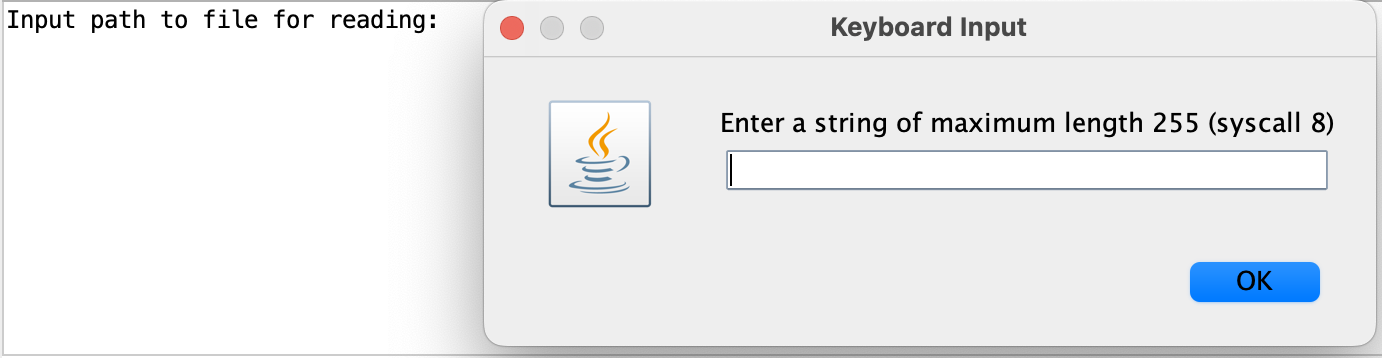 Input path to file for reading:
Keyboard Input
Enter a string of maximum length 255 (syscall 8)
OK